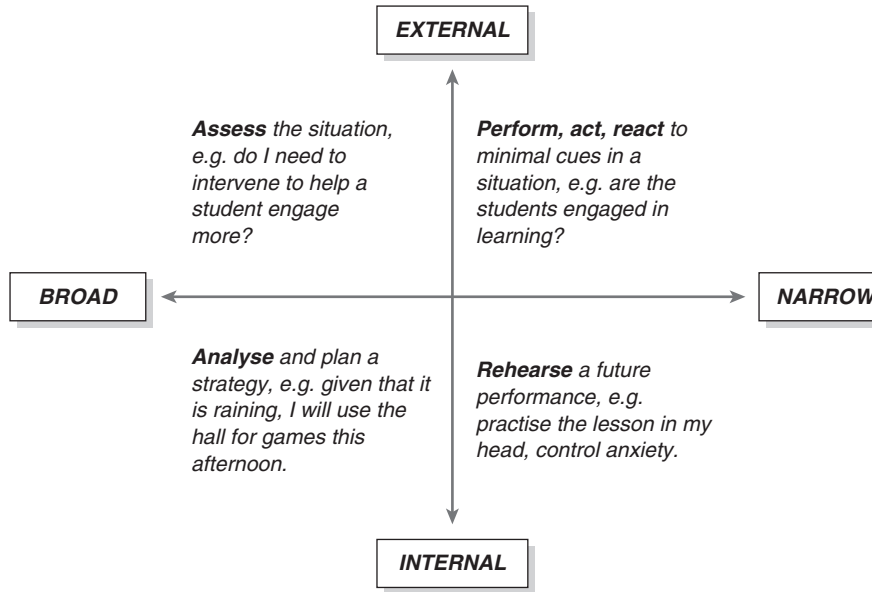 EXTERNAL
Assess the situation,
e.g. do I need to
intervene to help a
student engage
more?
Perform, act, react to
minimal cues in a
situation, e.g. are the
students engaged in
learning?
BROAD
NARROW
Analyse and plan a
strategy, e.g. given that it
is raining, I will use the
hall for games this
afternoon.
Rehearse a future
performance, e.g.
practise the lesson in my
head, control anxiety.
INTERNAL